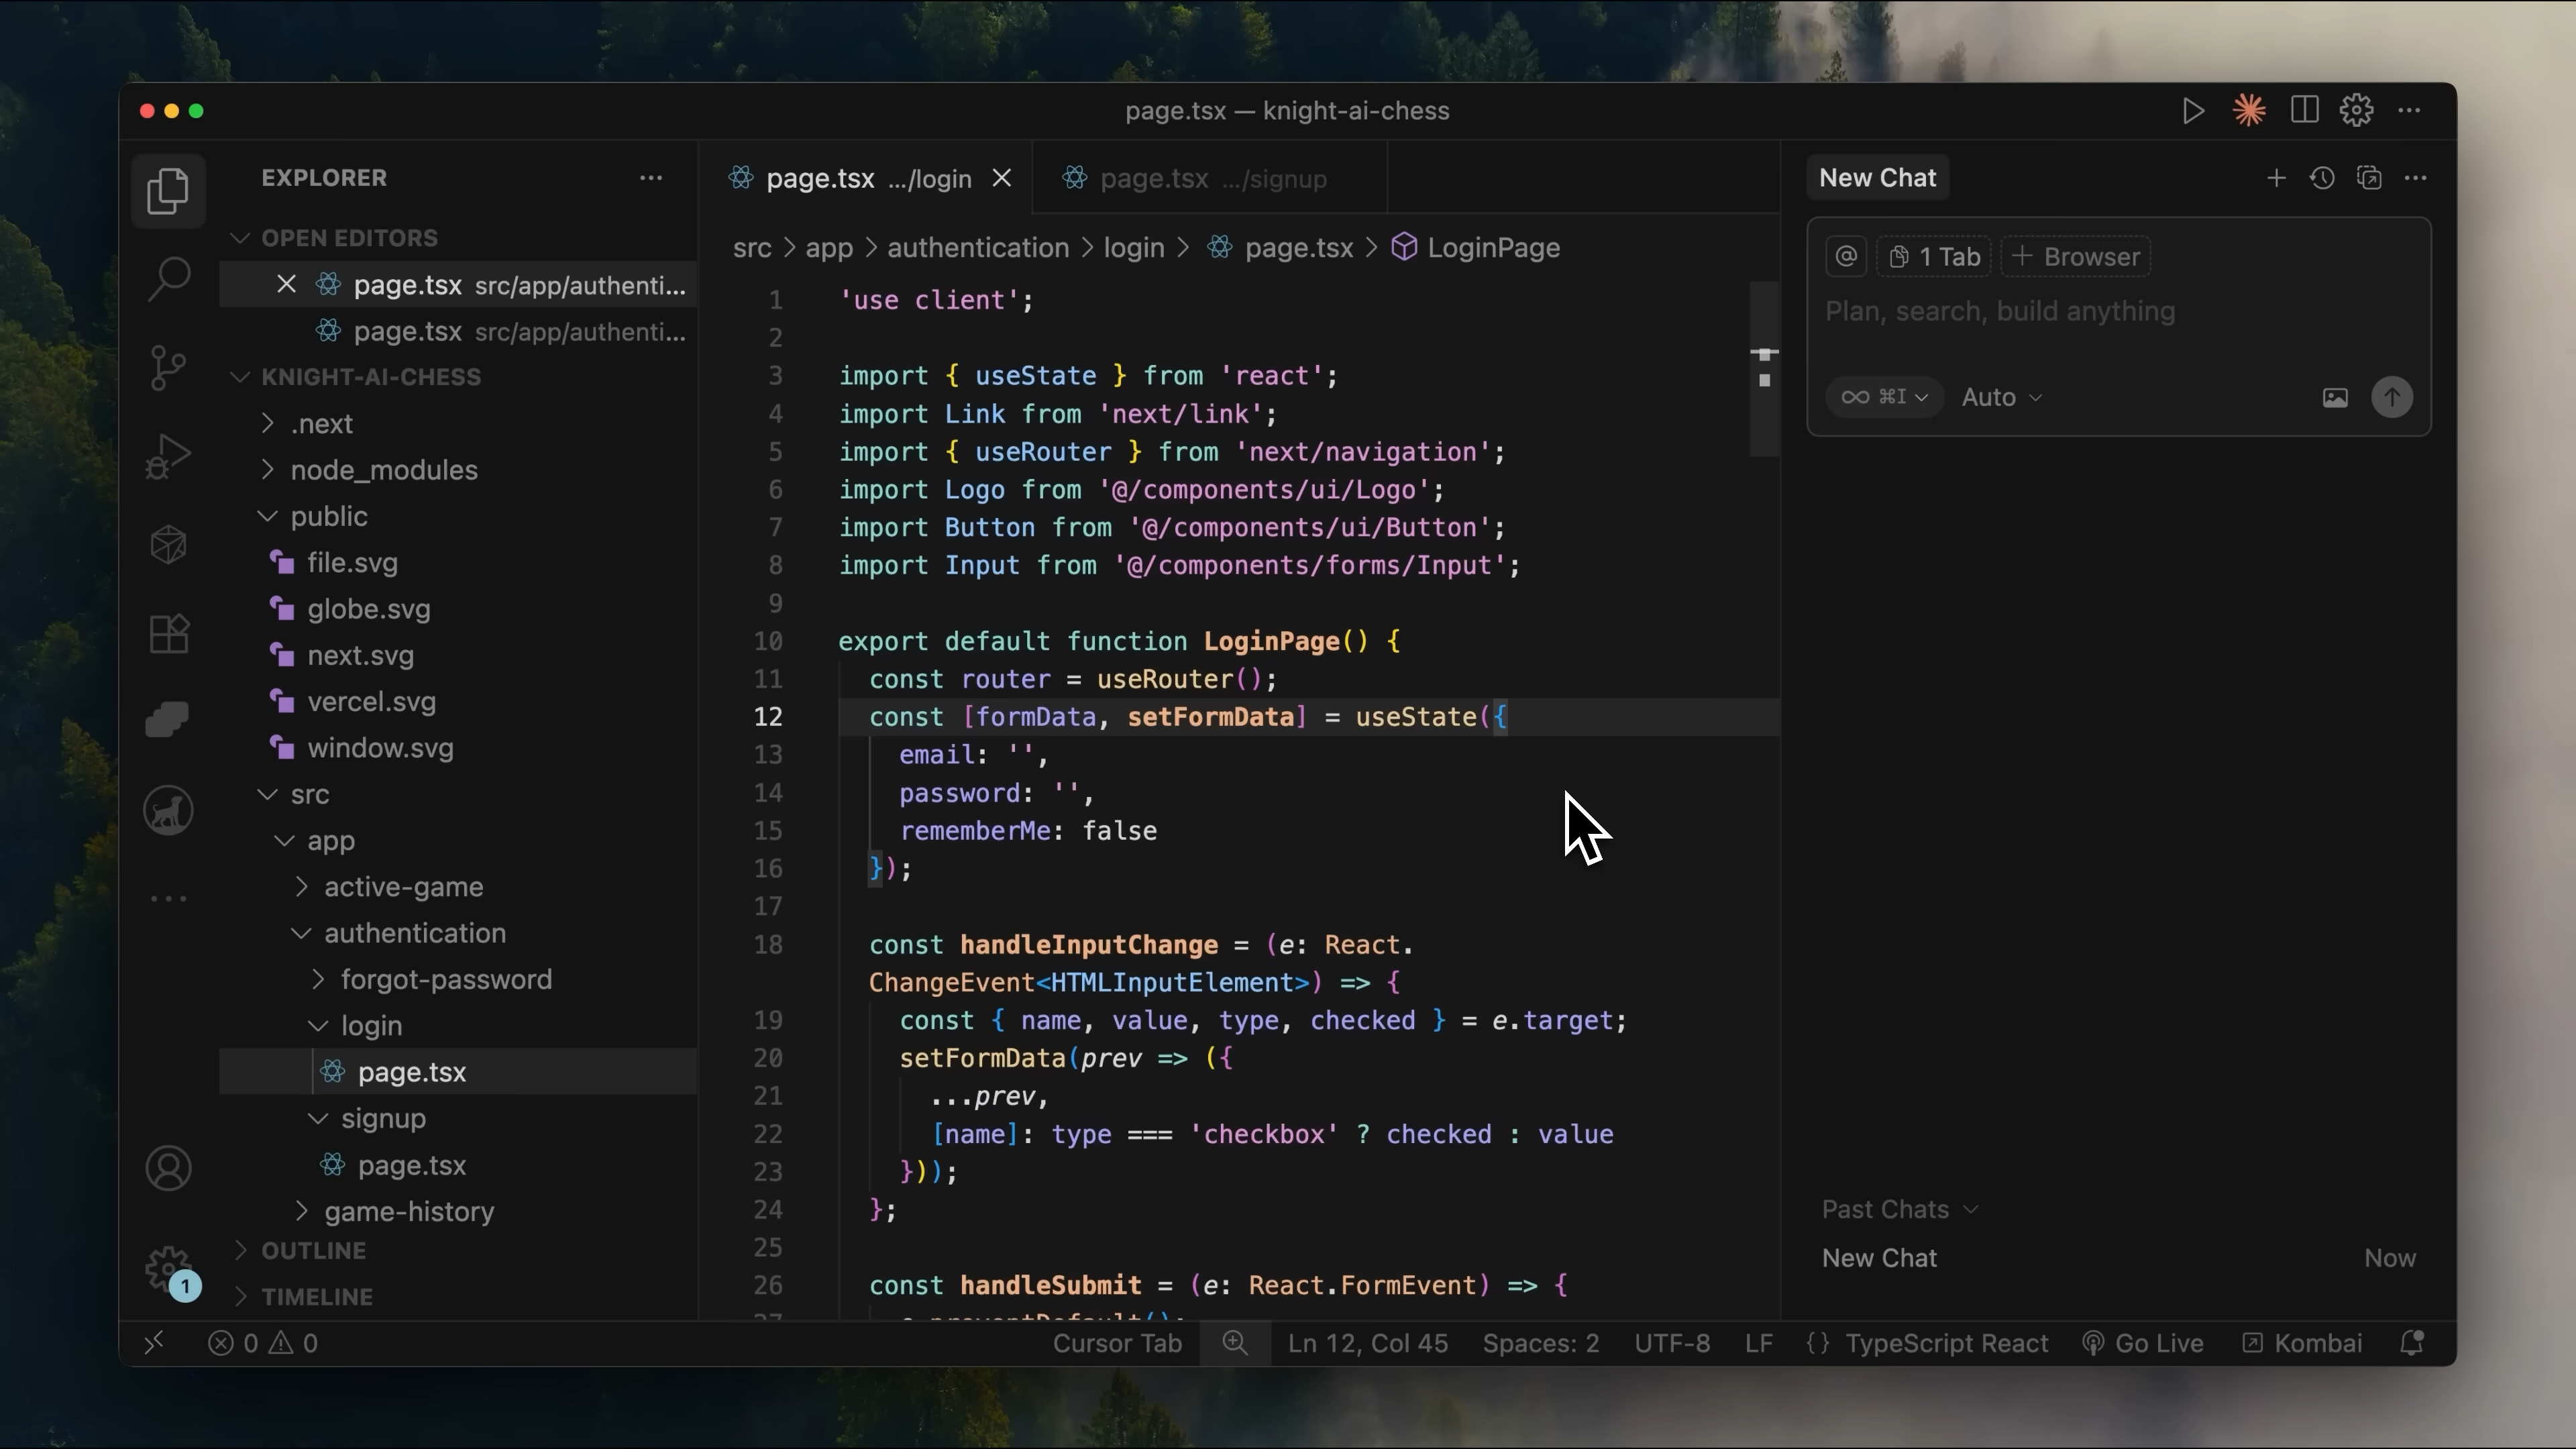 page.tsx — knight-ai-chess
EXPLORER
OPEN EDITORS
page.tsx src/app/authenti...
page.tsx src/app/authenti...
KNIGHT-AI-CHESS
.next
node_modules
public
file.svg
globe.svg
next.svg
vercel.svg
window.svg
src
app
active-game
authentication
forgot-password
login
page.tsx
signup
page.tsx
game-history
OUTLINE
TIMELINE
1
page.tsx .../login
page.tsx .../signup
src > app > authentication > login > page.tsx > LoginPage
1 'use client';
2
3 import { useState } from 'react';
4 import Link from 'next/link';
5 import { useRouter } from 'next/navigation';
6 import Logo from '@/components/ui/Logo';
7 import Button from '@/components/ui/Button';
8 import Input from '@/components/forms/Input';
9
10 export default function LoginPage() {
11 const router = useRouter();
12 const [formData, setFormData] = useState({
13 email: '',
14 password: '',
15 rememberMe: false
16 });
17
18 const handleInputChange = (e: React.
ChangeEvent<HTMLInputElement>) => {
19 const { name, value, type, checked } = e.target;
20 setFormData(prev => ({
21 ...prev,
22 [name]: type === 'checkbox' ? checked : value
23 }));
24 };
25
26 const handleSubmit = (e: React.FormEvent) => {
27 e.preventDefault();
New Chat
@ 1 Tab + Browser
Plan, search, build anything
∞ ⌘I Auto
Past Chats
New Chat Now
0 0 Cursor Tab Ln 12, Col 45 Spaces: 2 UTF-8 LF {} TypeScript React Go Live Kombai